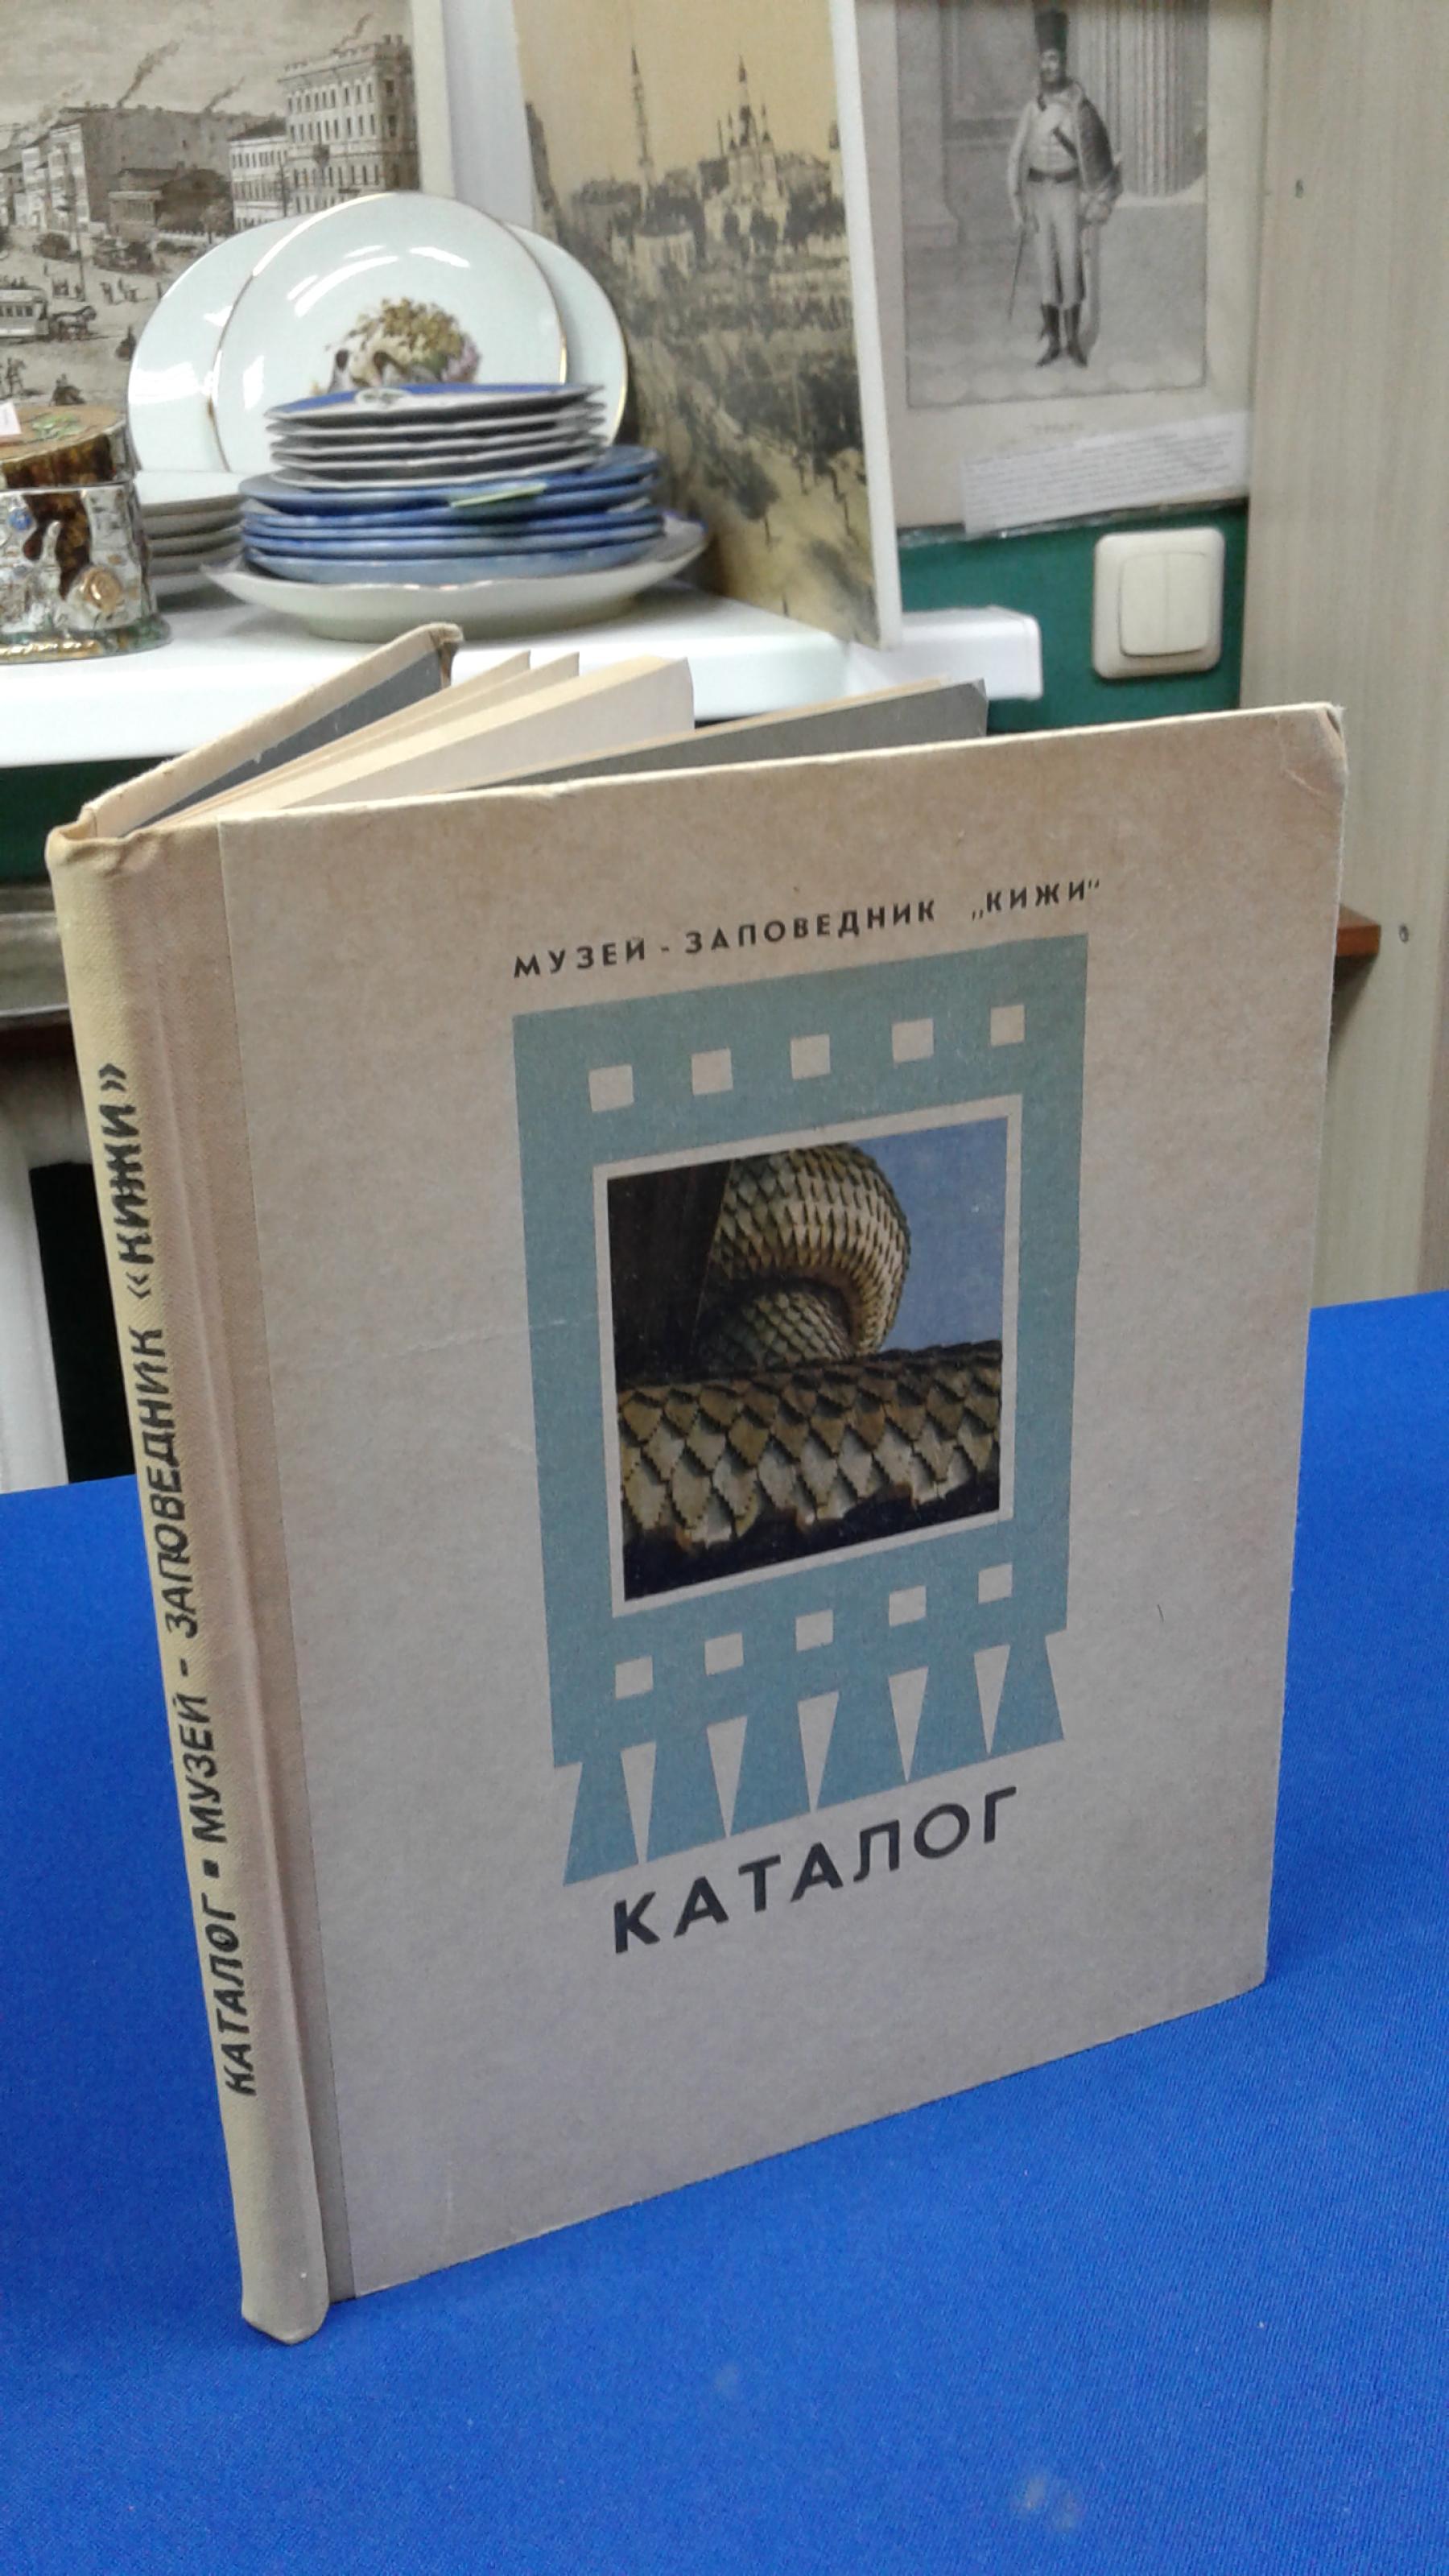 МУЗЕЙ - ЗАПОВЕДНИК „КИЖИ"
КАТАЛОГ
КАТАЛОГ ▪ МУЗЕЙ - ЗАПОВЕДНИК «КИЖИ»